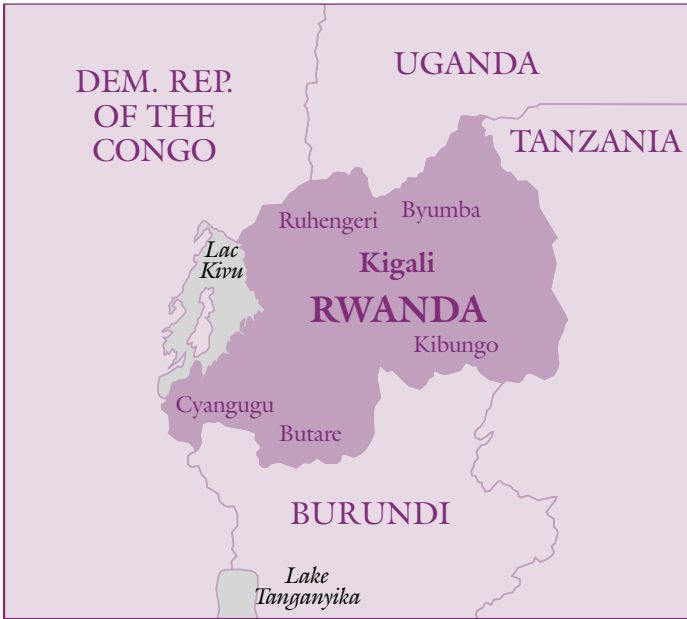 UGANDA
DEM. REP.
OF THE
CONGO
TANZANIA
Ruhengeri
Byumba
Lac
Kivu
Kigali
RWANDA
Kibungo
Cyangugu
Butare
BURUNDI
Lake
Tanganyika